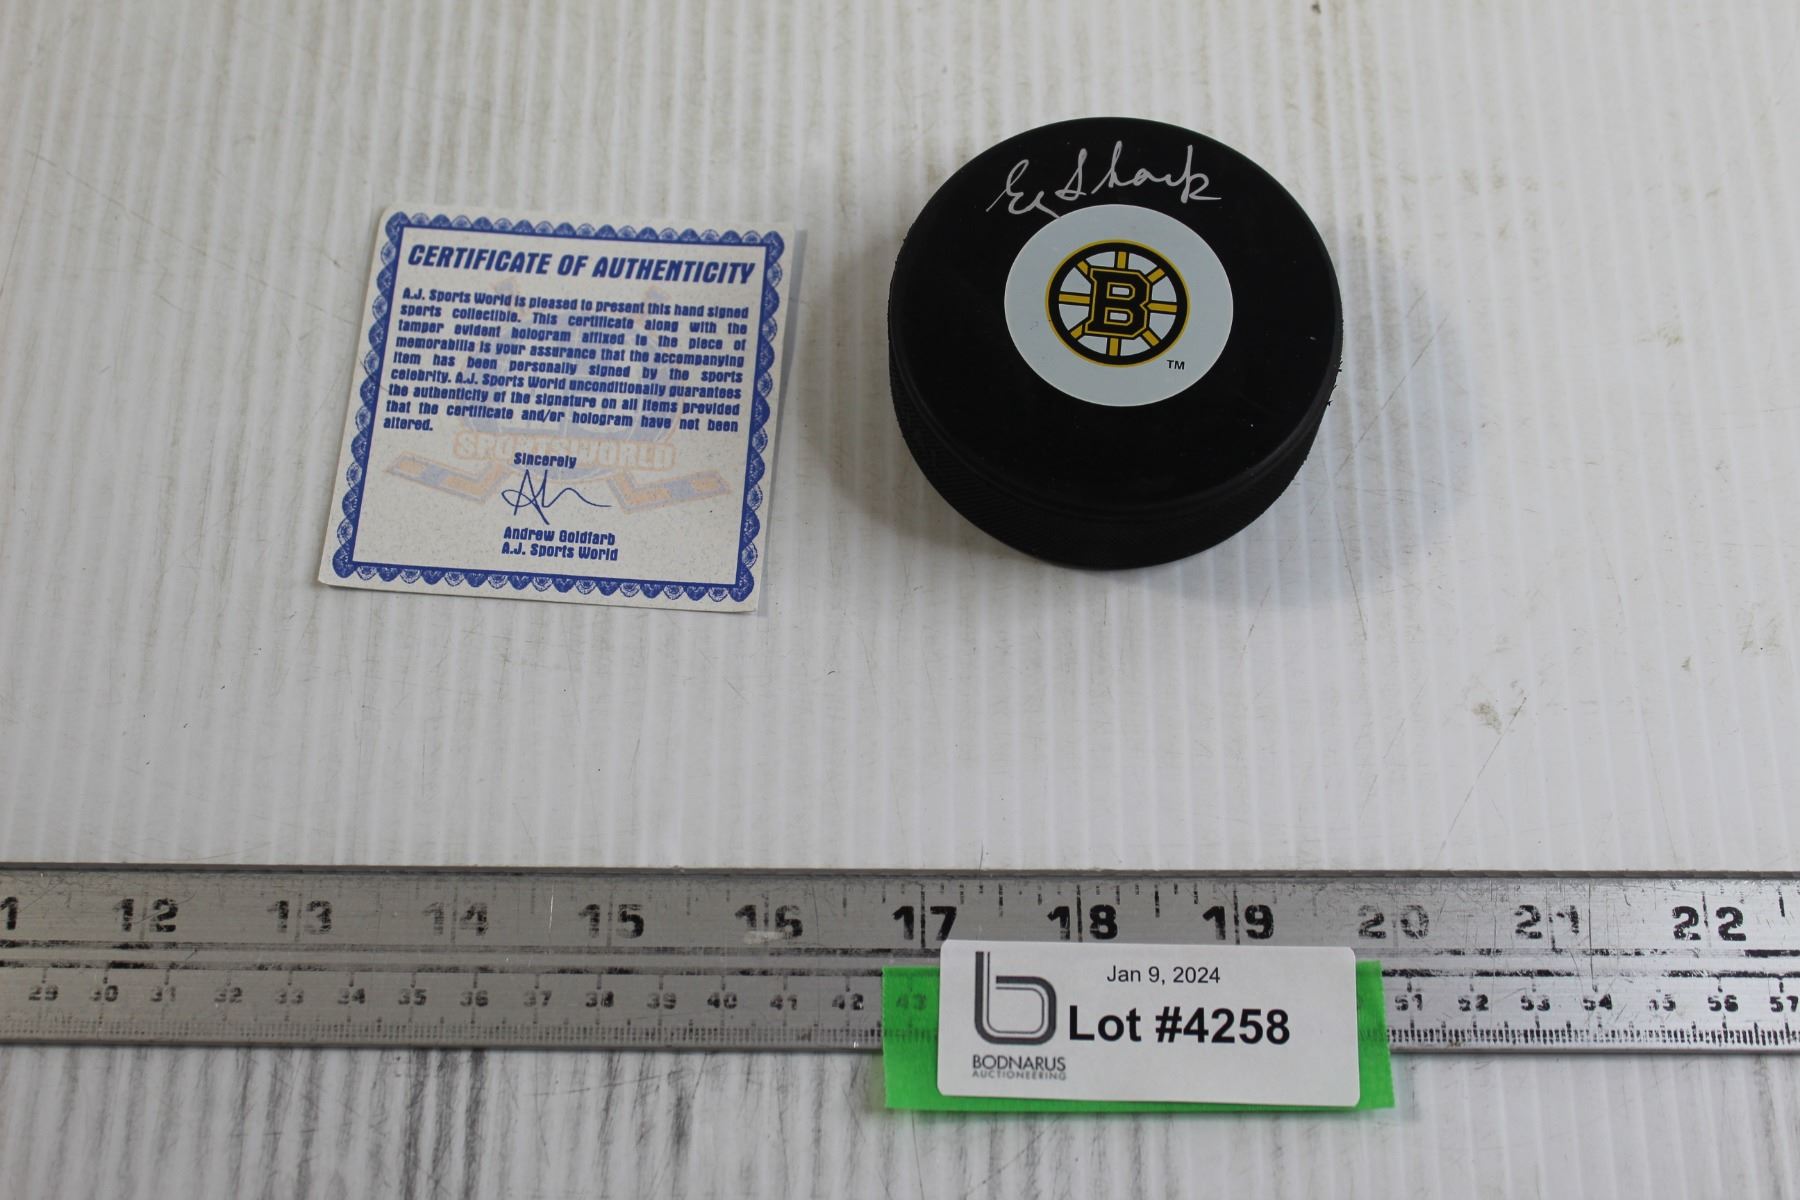 CERTIFICATE OF AUTHENTICITY
A.J. Sports World is pleased to present this hand signed
sports collectible. This certificate along with the
tamper evident hologram affixed to the piece of
memorabilia is your assurance that the accompanying
item has been personally signed by the sports
celebrity. A.J. Sports World unconditionally guarantees
the authenticity of the signature on all items provided
that the certificate and/or hologram have not been
altered.
SPORTSWORLD
Sincerely
Andrew Goldfarb
A.J. Sports World
Shack
B
TM
1 12 13 14 15 16 17 18 19 20 21 22
29 30 31 32 33 34 35 36 37 38 39 40 41 42 43 51 52 53 54 55 56 57
Jan 9, 2024
Lot #4258
b
BODNARUS
AUCTIONEERING